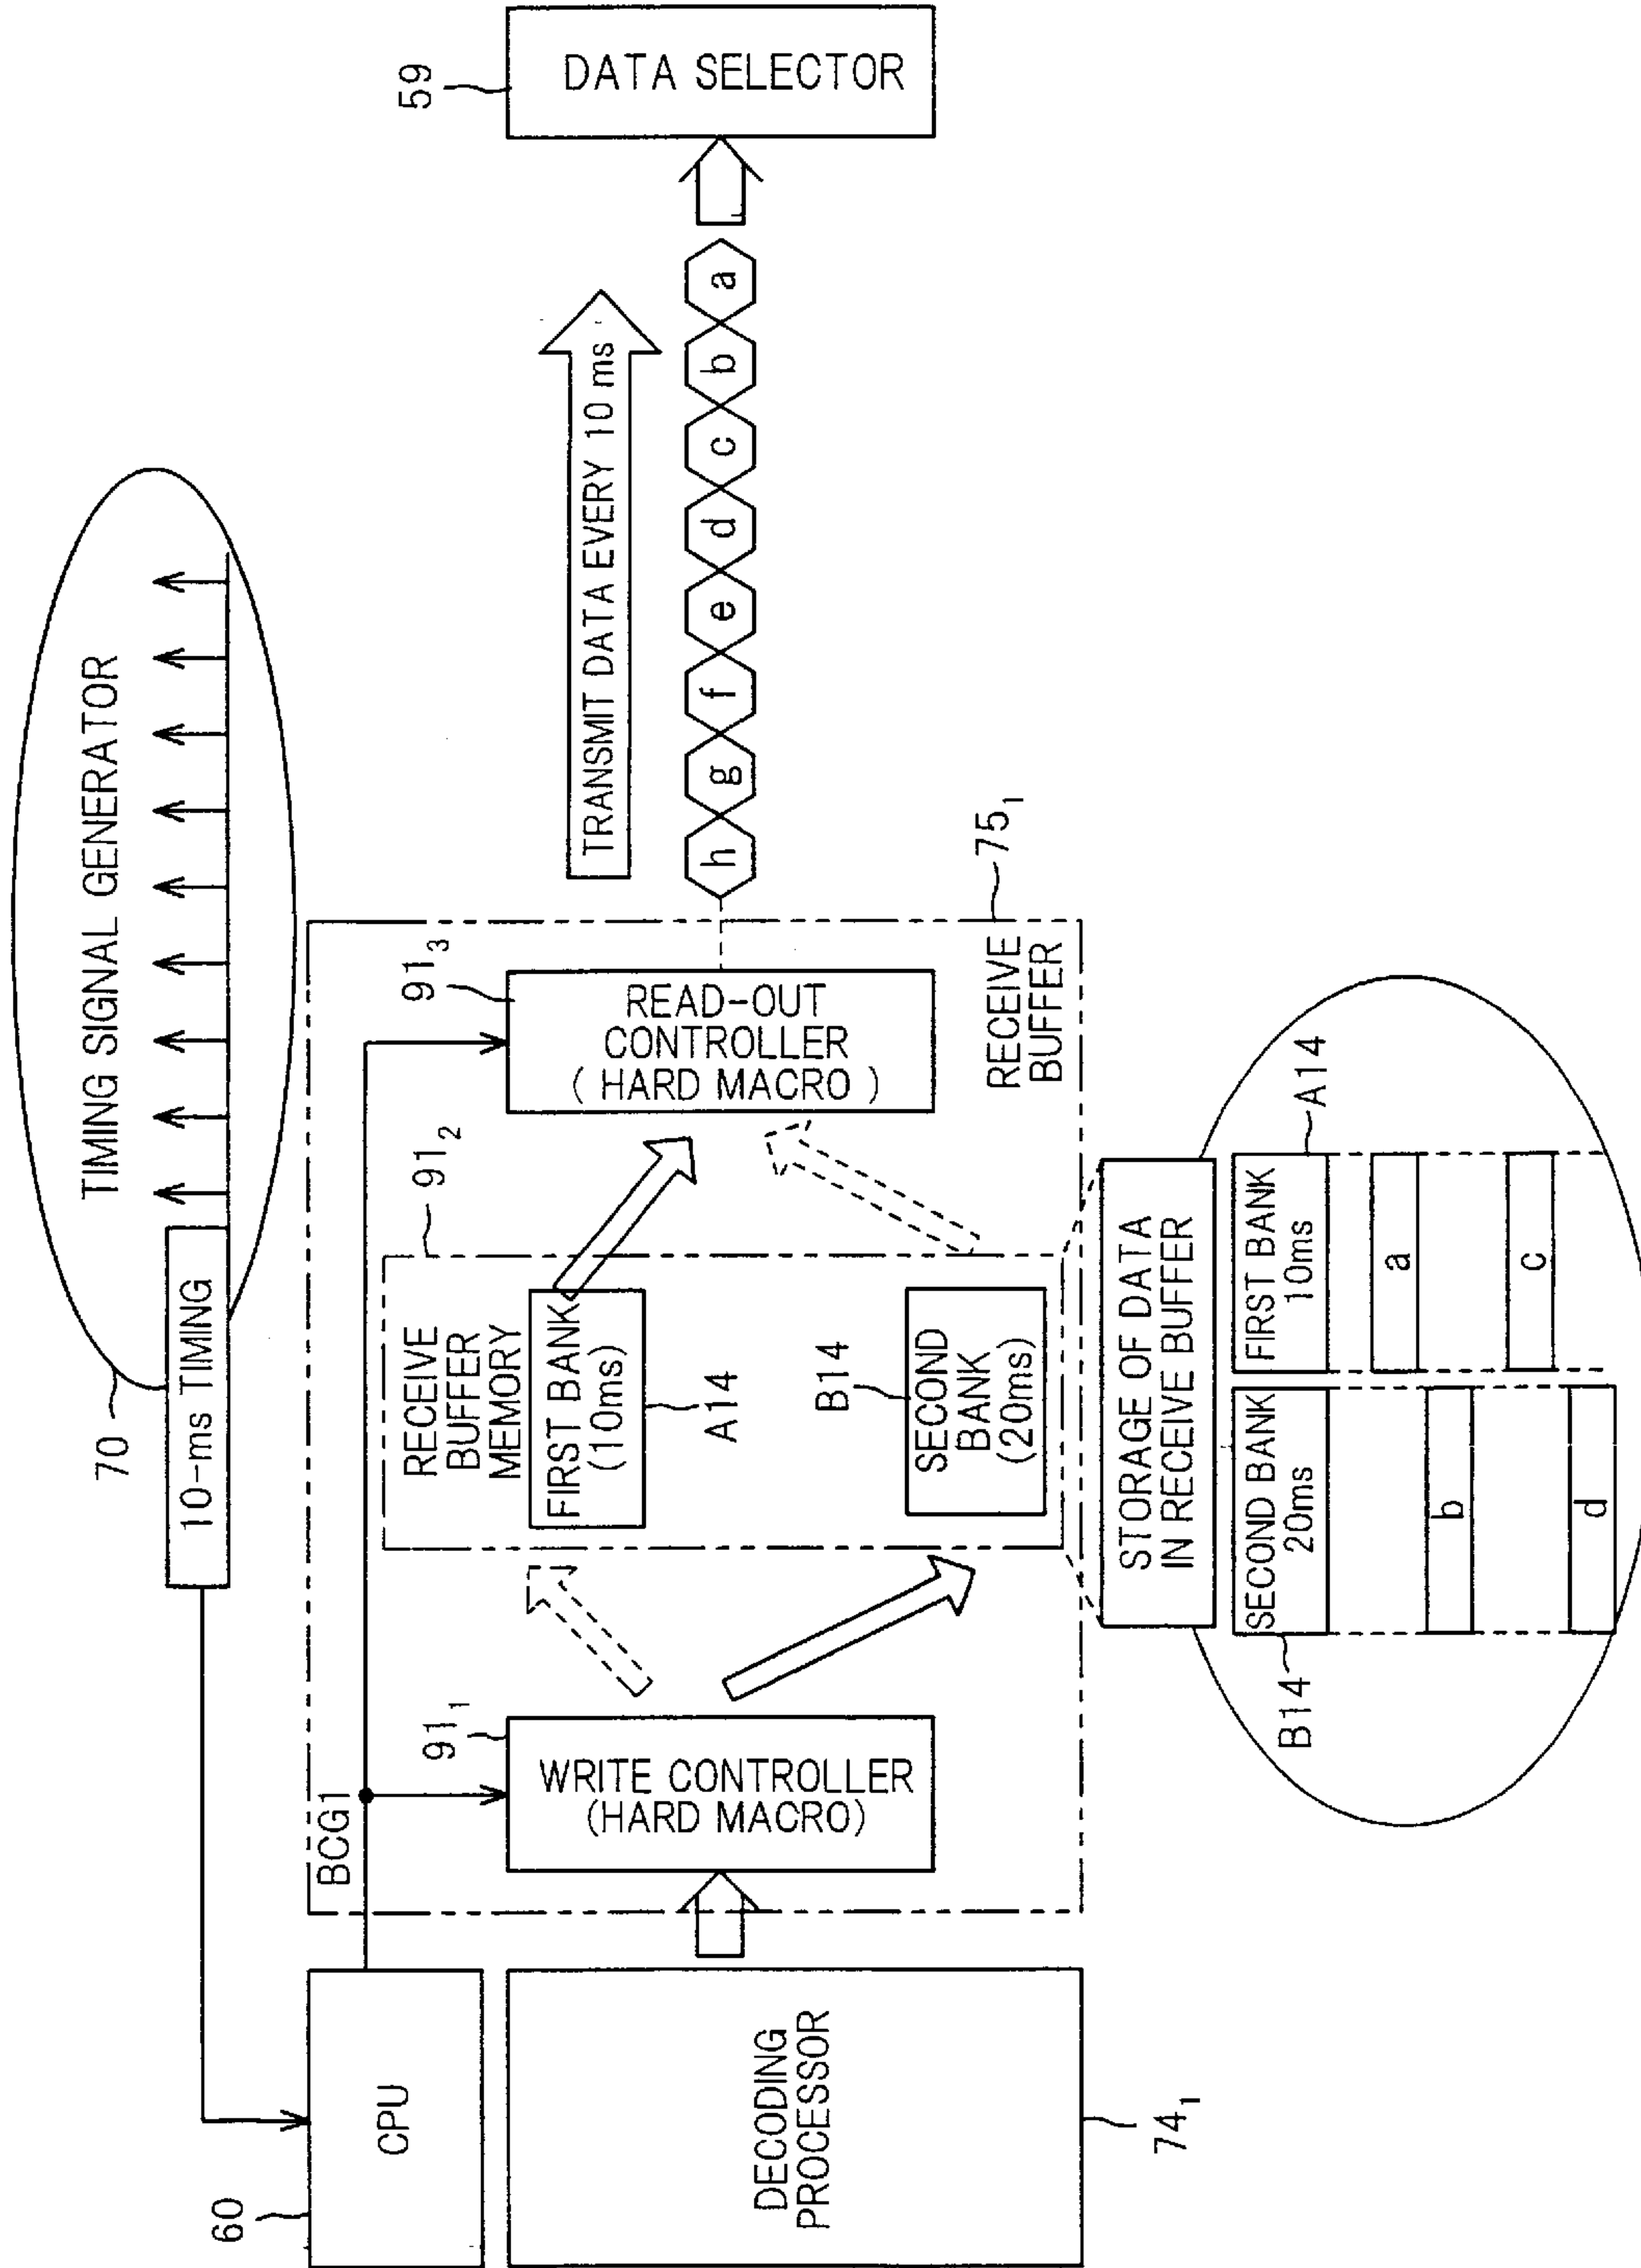 70
10-ms TIMING
TIMING SIGNAL GENERATOR
60
CPU
BCG1
DECODING
PROCESSOR
74₁
91₁
WRITE CONTROLLER
(HARD MACRO)
91₂
RECEIVE
BUFFER
MEMORY
FIRST BANK
(10ms)
A14
B14
SECOND
BANK
(20ms)
91₃
READ-OUT
CONTROLLER
( HARD MACRO )
RECEIVE
BUFFER
75₁
TRANSMIT DATA EVERY 10 ms
h g f e d c b a
59
DATA SELECTOR
STORAGE OF DATA
IN RECEIVE BUFFER
B14
SECOND BANK
20ms
b
d
FIRST BANK
10ms
A14
a
c